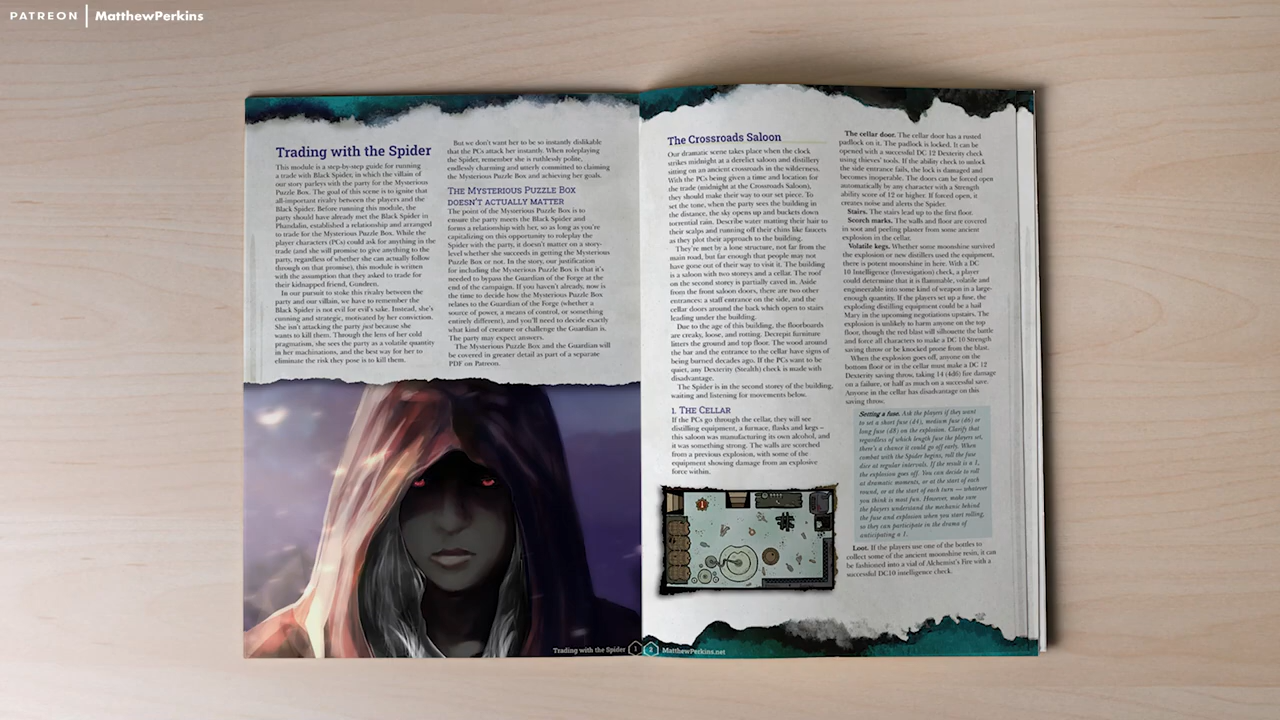 PATREON | MatthewPerkins
Trading with the Spider
This module is a step-by-step guide for running
a trade with Black Spider, in which the villain of
our story parleys with the party for the Mysterious
Puzzle Box. The goal of this scene is to ignite that
all-important rivalry between the players and the
Black Spider. Before running this module, the
party should have already met the Black Spider in
Phandalin, established a relationship and arranged
to trade for the Mysterious Puzzle Box. While the
player characters (PCs) could ask for anything in the
trade (and she will promise to give anything to the
party, regardless of whether she can actually follow
through on that promise), this module is written
with the assumption that they asked to trade for
their kidnapped friend, Gundren.
In our pursuit to stoke this rivalry between the
party and our villain, we have to remember the
Black Spider is not evil for evil's sake. Instead, she's
cunning and strategic, motivated by her conviction.
She isn't attacking the party just because she
wants to kill them. Through the lens of her cold
pragmatism, she sees the party as a volatile quantity
in her machinations, and the best way for her to
eliminate the risk they pose is to kill them.
But we don't want her to be so instantly dislikable
that the PCs attack her instantly. When roleplaying
the Spider, remember she is ruthlessly polite,
endlessly charming and utterly committed to claiming
the Mysterious Puzzle Box and achieving her goals.
The Mysterious Puzzle Box
doesn't actually matter
The point of the Mysterious Puzzle Box is to
ensure the party meets the Black Spider and
forms a relationship with her, so as long as you're
capitalizing on this opportunity to roleplay the
Spider with the party, it doesn't matter on a story-
level whether she succeeds in getting the Mysterious
Puzzle Box or not. In the story, our justification
for including the Mysterious Puzzle Box is that it's
needed to bypass the Guardian of the Forge at the
end of the campaign. If you haven't already, now is
the time to decide how the Mysterious Puzzle Box
relates to the Guardian of the Forge (whether a
source of power, a means of control, or something
entirely different), and you'll need to decide exactly
what kind of creature or challenge the Guardian is.
The party may expect answers.
The Mysterious Puzzle Box and the Guardian will
be covered in greater detail as part of a separate
PDF on Patreon.
Trading with the Spider 1
The Crossroads Saloon
Our dramatic scene takes place when the clock
strikes midnight at a derelict saloon and distillery
sitting on an ancient crossroads in the wilderness.
With the PCs being given a time and location for
the trade (midnight at the Crossroads Saloon),
they should make their way to our set piece. To
set the tone, when the party sees the building in
the distance, the sky opens up and buckets down
torrential rain. Describe water matting their hair to
their scalps and running off their chins like faucets
as they plot their approach to the building.
They're met by a lone structure, not far from the
main road, but far enough that people may not
have gone out of their way to visit it. The building
is a saloon with two storeys and a cellar. The roof
on the second storey is partially caved in. Aside
from the front saloon doors, there are two other
entrances: a staff entrance on the side, and the
cellar doors around the back which open to stairs
leading under the building.
Due to the age of this building, the floorboards
are creaky, loose, and rotting. Decrepit furniture
litters the ground and top floor. The wood around
the bar and the entrance to the cellar have signs of
being burned decades ago. If the PCs want to be
quiet, any Dexterity (Stealth) check is made with
disadvantage.
The Spider is in the second storey of the building,
waiting and listening for movements below.
1. The Cellar
If the PCs go through the cellar, they will see
distilling equipment, a furnace, flasks and kegs –
this saloon was manufacturing its own alcohol, and
it was something strong. The walls are scorched
from a previous explosion, with some of the
equipment showing damage from an explosive
force within.
1
The cellar door. The cellar door has a rusted
padlock on it. The padlock is locked. It can be
opened with a successful DC 12 Dexterity check
using thieves' tools. If the ability check to unlock
the side entrance fails, the lock is damaged and
becomes inoperable. The doors can be forced open
automatically by any character with a Strength
ability score of 12 or higher. If forced open, it
creates noise and alerts the Spider.
Stairs. The stairs lead up to the first floor.
Scorch marks. The walls and floor are covered
in soot and peeling plaster from some ancient
explosion in the cellar.
Volatile kegs. Whether some moonshine survived
the explosion or new distillers used the equipment,
there is potent moonshine in here. With a DC
10 Intelligence (Investigation) check, a player
could determine that it is flammable, volatile and
engineerable into some kind of weapon in a large-
enough quantity. If the players set up a fuse, the
exploding distilling equipment could be a hail
Mary in the upcoming negotiations upstairs. The
explosion is unlikely to harm anyone on the top
floor, though the red blast will silhouette the battle
and force all characters to make a DC 10 Strength
saving throw or be knocked prone from the blast.
When the explosion goes off, anyone on the
bottom floor or in the cellar must make a DC 12
Dexterity saving throw, taking 14 (4d6) fire damage
on a failure, or half as much on a successful save.
Anyone in the cellar has disadvantage on this
saving throw.
Setting a fuse. Ask the players if they want
to set a short fuse (d4), medium fuse (d6) or
long fuse (d8) on the explosion. Clarify that
regardless of which length fuse the players set,
there's a chance it could go off early. When
combat with the Spider begins, roll the fuse
dice at regular intervals. If the result is a 1,
the explosion goes off. You can decide to roll
at dramatic moments, or at the start of each
round, or at the start of each turn — whatever
you think is most fun. However, make sure
the players understand the mechanic behind
the fuse and explosion when you start rolling,
so they can participate in the drama of
anticipating a 1.
Loot. If the players use one of the bottles to
collect some of the ancient moonshine resin, it can
be fashioned into a vial of Alchemist's Fire with a
successful DC10 intelligence check.
2 MatthewPerkins.net